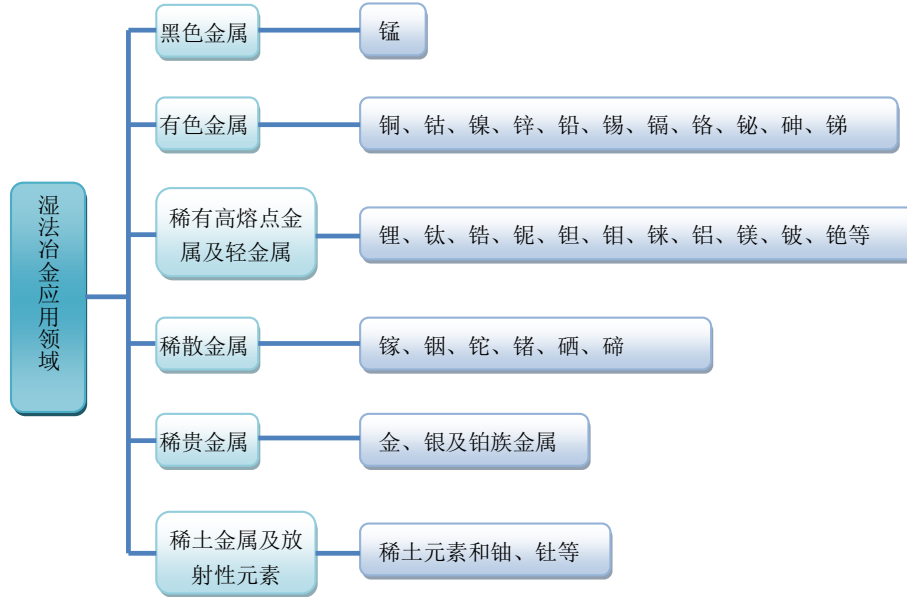 湿法冶金应用领域
黑色金属
锰
有色金属
铜、钴、镍、锌、铅、锡、镉、铬、铋、砷、锑
稀有高熔点金
属及轻金属
锂、钛、锆、铌、钽、钼、铼、铝、镁、铍、铯等
稀散金属
镓、铟、铊、锗、硒、碲
稀贵金属
金、银及铂族金属
稀土金属及放
射性元素
稀土元素和铀、钍等